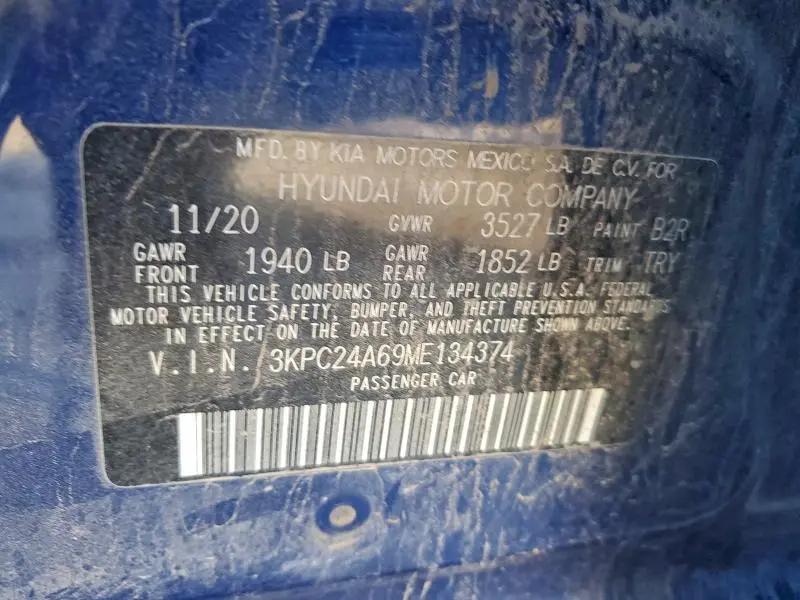 MFD. BY KIA MOTORS MEXICO S.A. DE C.V. FOR
HYUNDAI MOTOR COMPANY
11/20 GVWR 3527 LB PAINT B2R
GAWR FRONT 1940 LB GAWR REAR 1852 LB TRIM TRY
THIS VEHICLE CONFORMS TO ALL APPLICABLE U.S.A. FEDERAL
MOTOR VEHICLE SAFETY, BUMPER, AND THEFT PREVENTION STANDARDS
IN EFFECT ON THE DATE OF MANUFACTURE SHOWN ABOVE.
V.I.N. 3KPC24A69ME134374
PASSENGER CAR